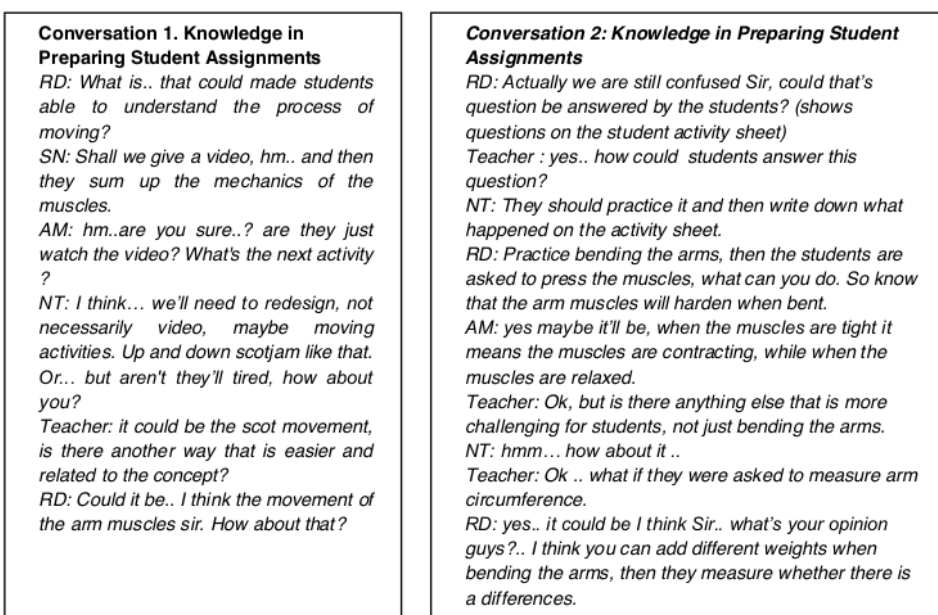 Conversation 1. Knowledge in
Preparing Student Assignments
RD: What is.. that could made students
able to understand the process of
moving?
SN: Shall we give a video, hm.. and then
they sum up the mechanics of the
muscles.
AM: hm..are you sure..? are they just
watch the video? What's the next activity
?
NT: I think… we'll need to redesign, not
necessarily video, maybe moving
activities. Up and down scotjam like that.
Or... but aren't they'll tired, how about
you?
Teacher: it could be the scot movement,
is there another way that is easier and
related to the concept?
RD: Could it be.. I think the movement of
the arm muscles sir. How about that?
Conversation 2: Knowledge in Preparing Student
Assignments
RD: Actually we are still confused Sir, could that's
question be answered by the students? (shows
questions on the student activity sheet)
Teacher : yes.. how could students answer this
question?
NT: They should practice it and then write down what
happened on the activity sheet.
RD: Practice bending the arms, then the students are
asked to press the muscles, what can you do. So know
that the arm muscles will harden when bent.
AM: yes maybe it'll be, when the muscles are tight it
means the muscles are contracting, while when the
muscles are relaxed.
Teacher: Ok, but is there anything else that is more
challenging for students, not just bending the arms.
NT: hmm… how about it ..
Teacher: Ok .. what if they were asked to measure arm
circumference.
RD: yes.. it could be I think Sir.. what's your opinion
guys?.. I think you can add different weights when
bending the arms, then they measure whether there is
a differences.